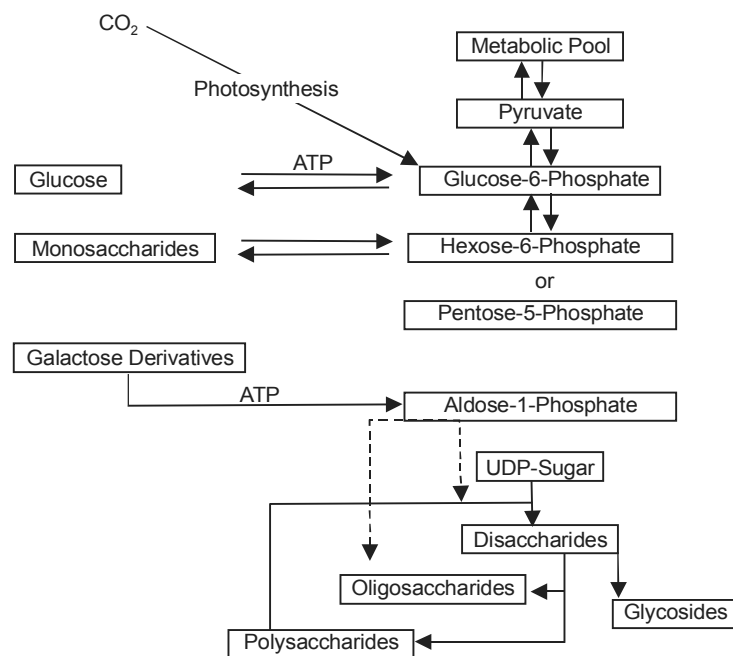 CO₂
Metabolic Pool
Photosynthesis
Pyruvate
ATP
Glucose
Glucose-6-Phosphate
Monosaccharides
Hexose-6-Phosphate
or
Pentose-5-Phosphate
Galactose Derivatives
ATP
Aldose-1-Phosphate
UDP-Sugar
Disaccharides
Oligosaccharides
Glycosides
Polysaccharides